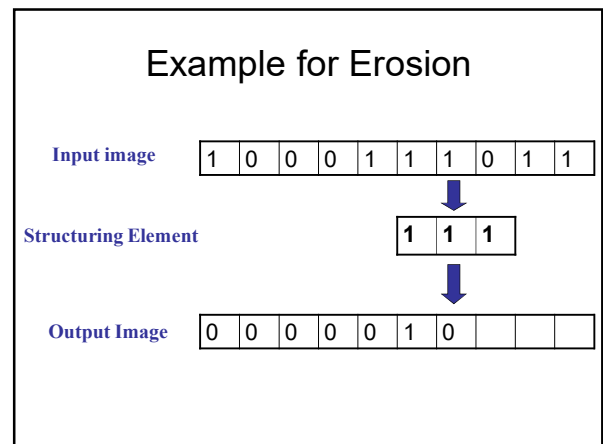 Example for Erosion
Input image 1 0 0 0 1 1 1 0 1 1
Structuring Element 1 1 1
Output Image 0 0 0 0 0 1 0